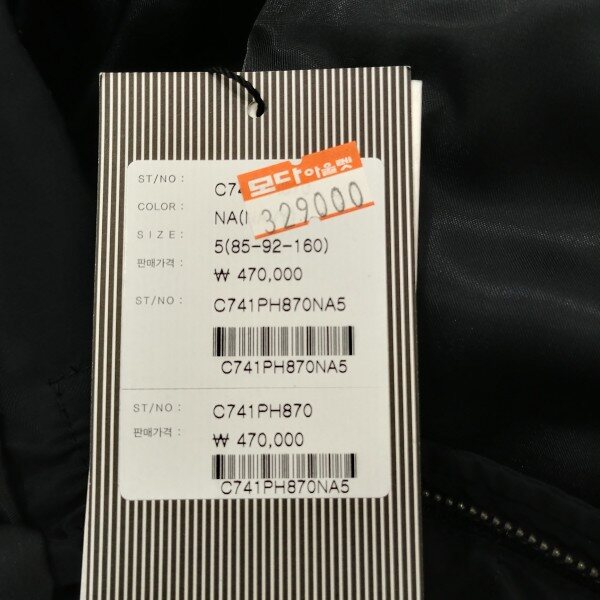 모다아울렛
329000
ST/NO :
C74
COLOR :
NA(
SIZE :
5(85-92-160)
판매가격 :
₩ 470,000
ST/NO :
C741PH870NA5
C741PH870NA5
ST/NO :
C741PH870
판매가격 :
₩ 470,000
C741PH870NA5